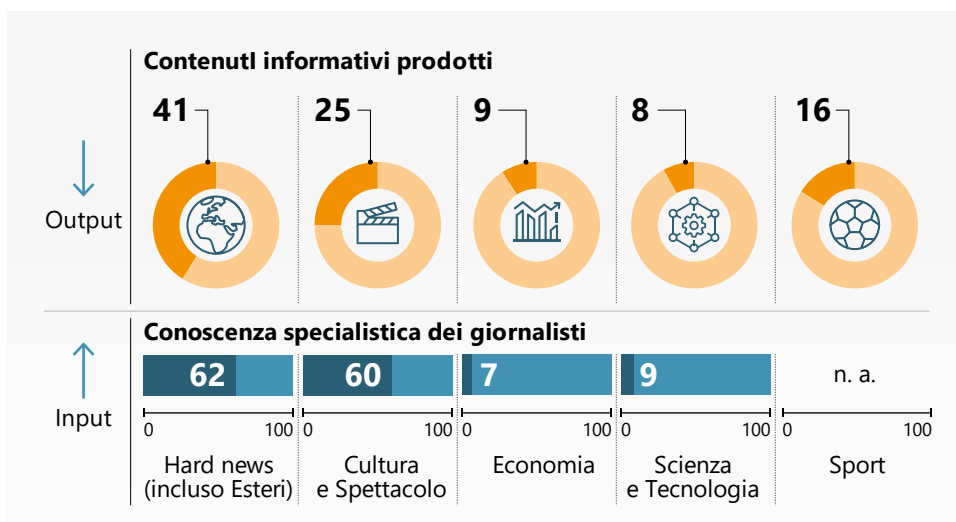 ContenutI informativi prodotti
41 25 9 8 16
Output
Conoscenza specialistica dei giornalisti
62 60 7 9 n. a.
Input
0 100 0 100 0 100 0 100 0 100
Hard news
(incluso Esteri)
Cultura
e Spettacolo
Economia
Scienza
e Tecnologia
Sport